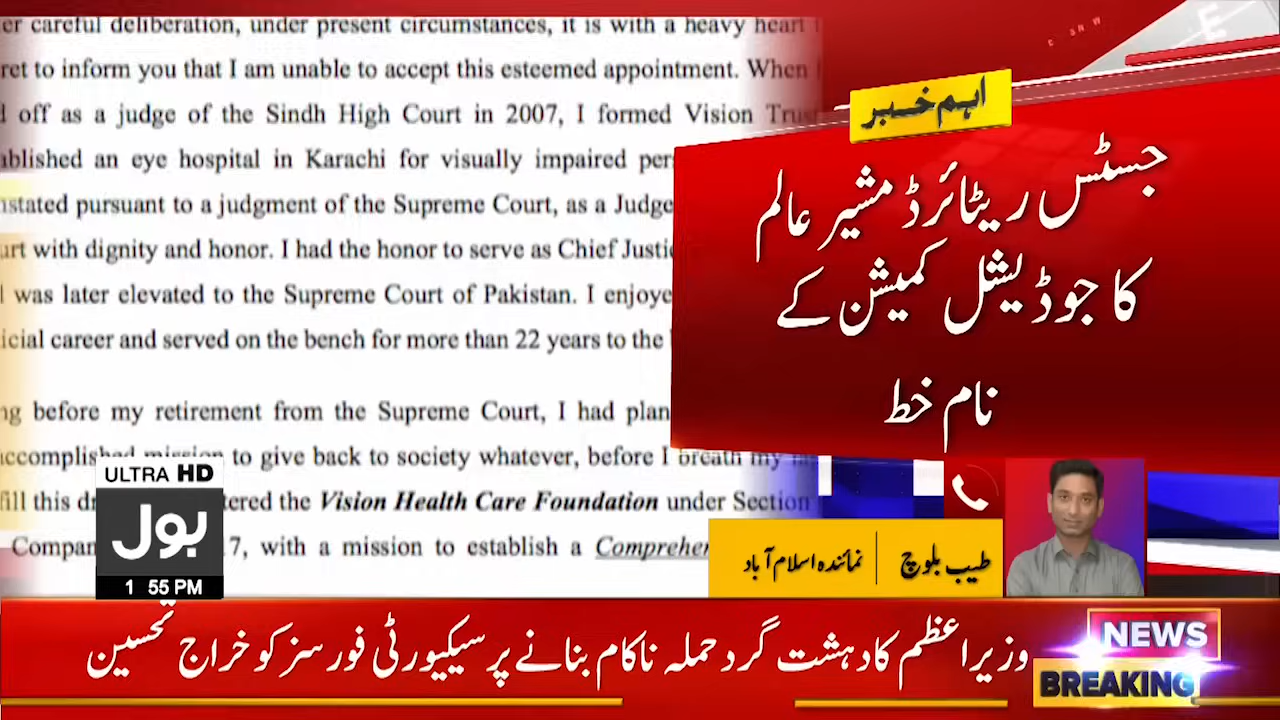 er careful deliberation, under present circumstances, it is with a heavy heart
ret to inform you that I am unable to accept this esteemed appointment. When
off as a judge of the Sindh High Court in 2007, I formed Vision Trus
ablished an eye hospital in Karachi for visually impaired per
nstated pursuant to a judgment of the Supreme Court, as a Judge
urt with dignity and honor. I had the honor to serve as Chief Justic
was later elevated to the Supreme Court of Pakistan. I enjoye
icial career and served on the bench for more than 22 years to the
ng before my retirement from the Supreme Court, I had plan
accomplished mission to give back to society whatever, before I breath my
fill this dr tered the Vision Health Care Foundation under Section
Compan 7, with a mission to establish a Comprehen
اہم خبر
جسٹس ریٹائرڈ مشیر عالم
کا جوڈیشل کمیشن کے
نام خط
طیب بلوچ
نمائندہ اسلام آباد
ULTRA HD
بول
1 55 PM
وزیراعظم کا دہشت گرد حملہ ناکام بنانے پر سیکیورٹی فورسز کو خراج تحسین
NEWS
BREAKING